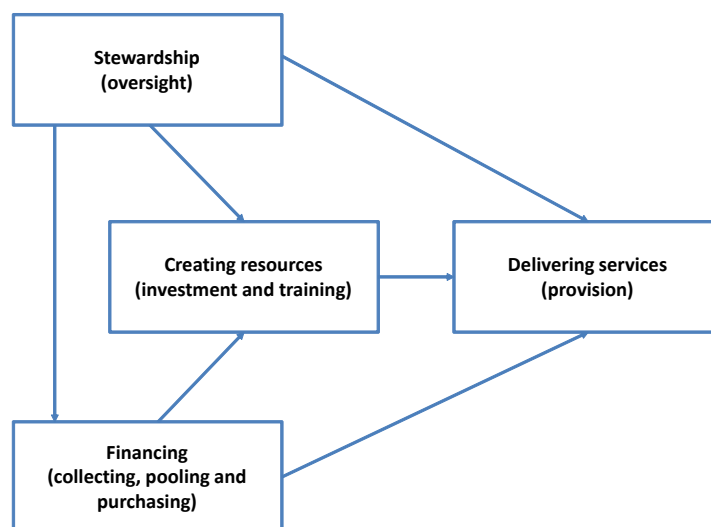 Stewardship
(oversight)
Creating resources
(investment and training)
Delivering services
(provision)
Financing
(collecting, pooling and
purchasing)